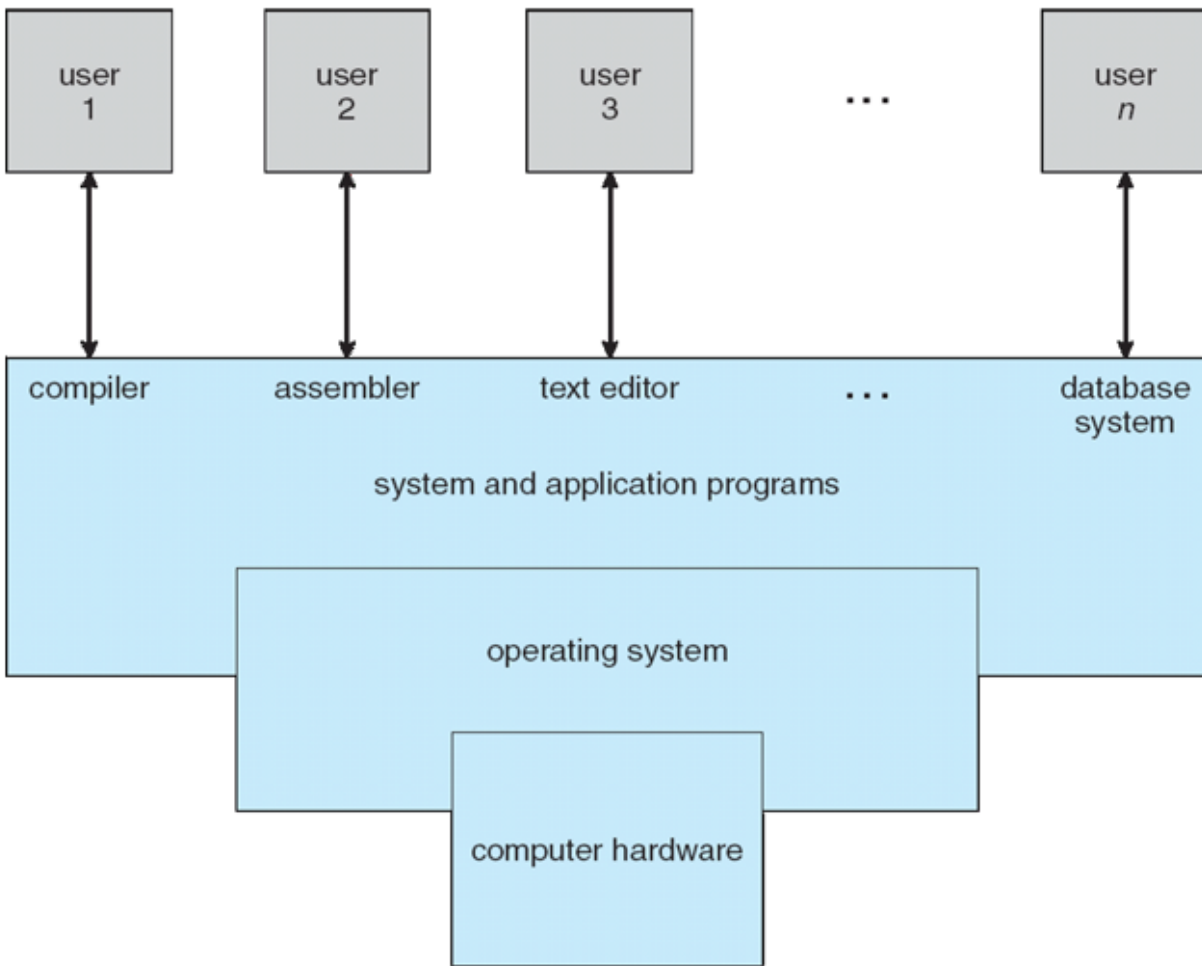 user
1
user
2
user
3
...
user
n
compiler
assembler
text editor
...
database
system
system and application programs
operating system
computer hardware